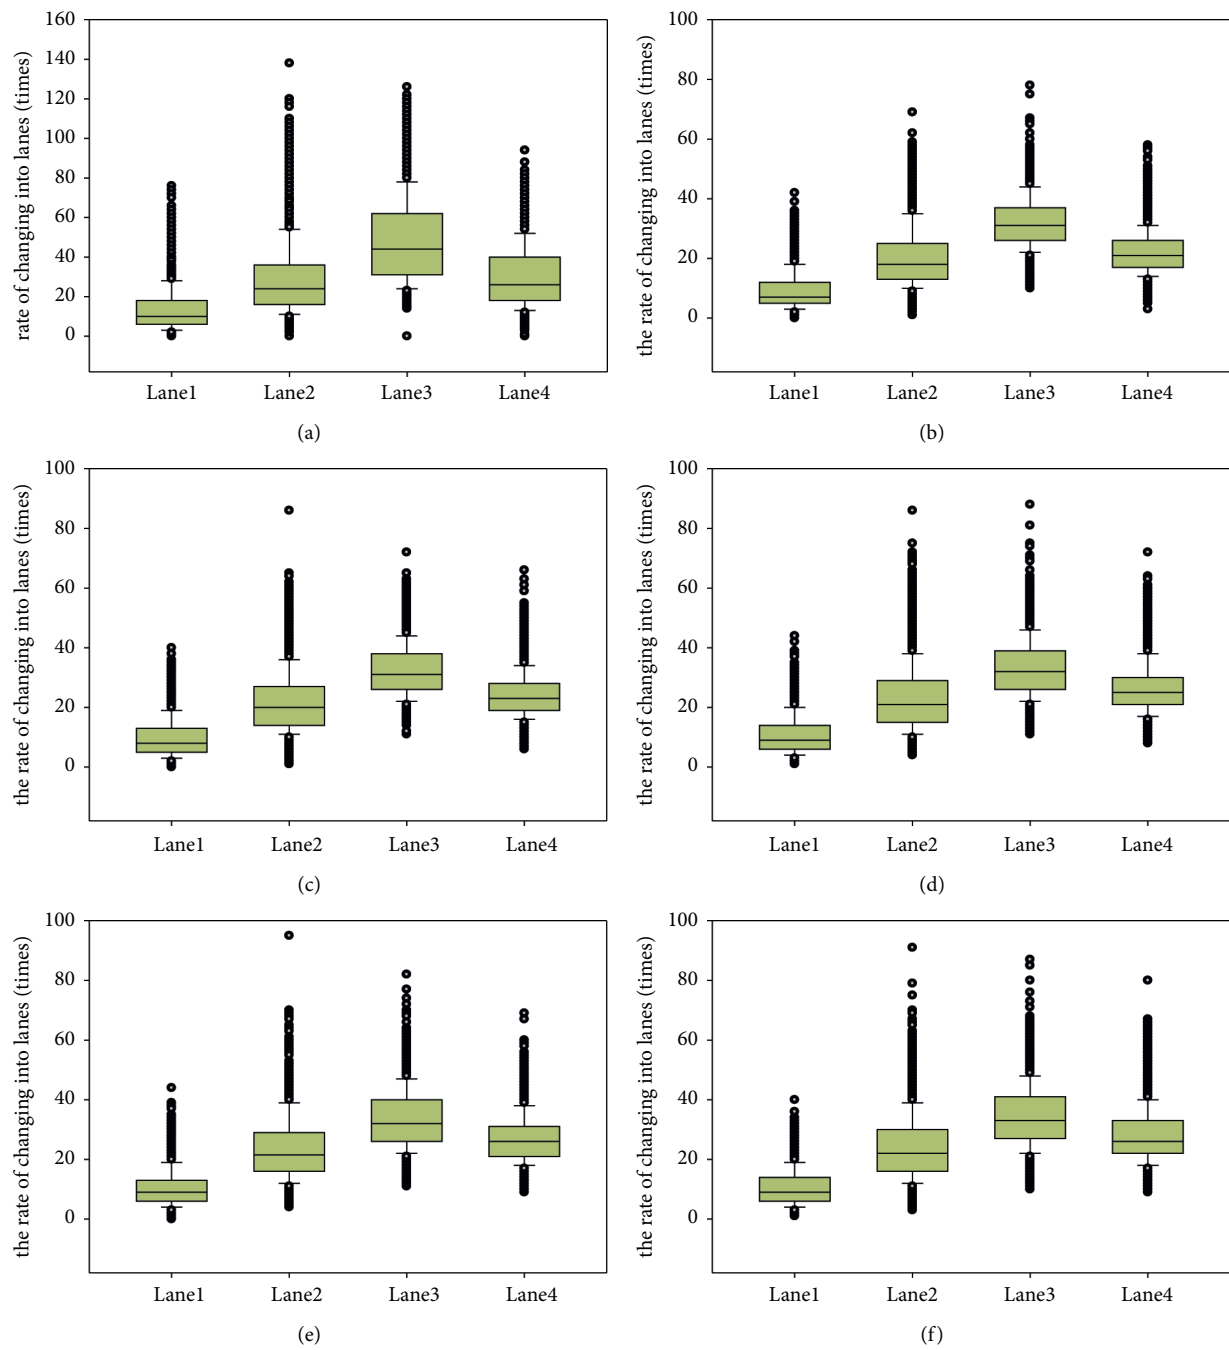 rate of changing into lanes (times)
160
140
120
100
80
60
40
20
0
Lane1 Lane2 Lane3 Lane4
(a)
the rate of changing into lanes (times)
100
80
60
40
20
0
Lane1 Lane2 Lane3 Lane4
(b)
the rate of changing into lanes (times)
100
80
60
40
20
0
Lane1 Lane2 Lane3 Lane4
(c)
the rate of changing into lanes (times)
100
80
60
40
20
0
Lane1 Lane2 Lane3 Lane4
(d)
the rate of changing into lanes (times)
100
80
60
40
20
0
Lane1 Lane2 Lane3 Lane4
(e)
the rate of changing into lanes (times)
100
80
60
40
20
0
Lane1 Lane2 Lane3 Lane4
(f)